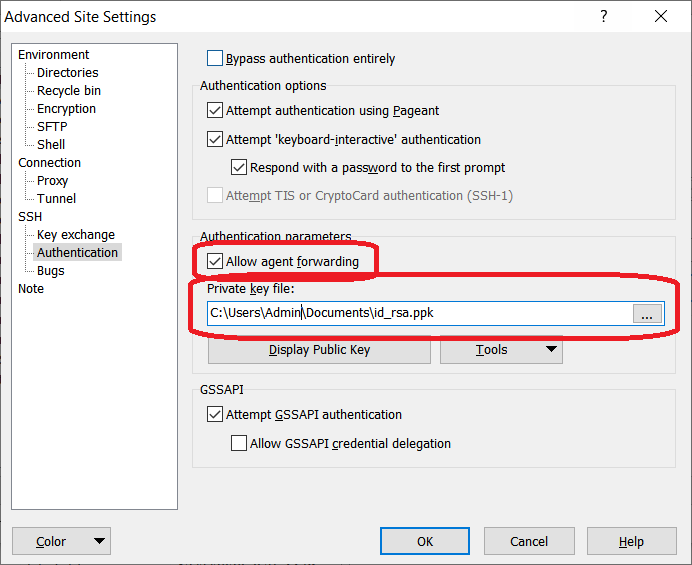 Advanced Site Settings
?
Environment
Directories
Recycle bin
Encryption
SFTP
Shell
Connection
Proxy
Tunnel
SSH
Key exchange
Authentication
Bugs
Note
Bypass authentication entirely
Authentication options
Attempt authentication using Pageant
Attempt 'keyboard-interactive' authentication
Respond with a password to the first prompt
Attempt TIS or CryptoCard authentication (SSH-1)
Authentication parameters
Allow agent forwarding
Private key file:
C:\Users\Admin\Documents\id_rsa.ppk
...
Display Public Key
Tools
GSSAPI
Attempt GSSAPI authentication
Allow GSSAPI credential delegation
Color
OK
Cancel
Help